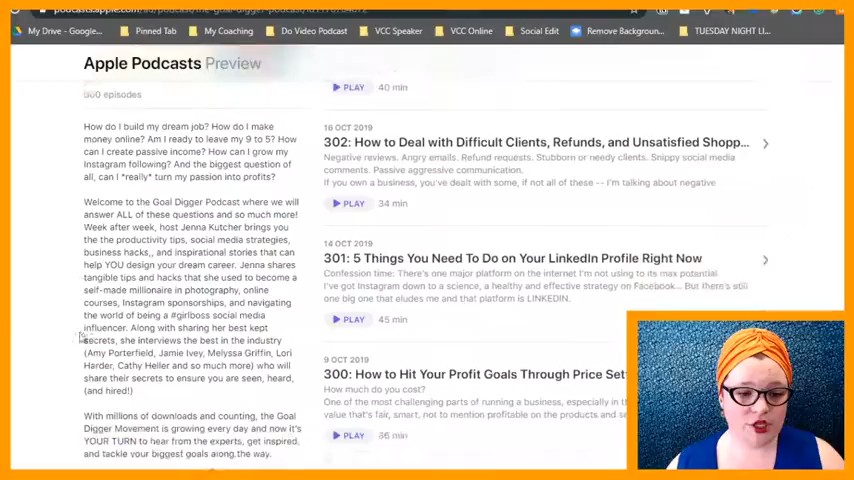 My Drive - Google...
Pinned Tab
My Coaching
Do Video Podcast
VCC Speaker
VCC Online
Social Edit
Remove Backgroun...
TUESDAY NIGHT LI...
Apple Podcasts Preview
300 episodes
How do I build my dream job? How do I make
money online? Am I ready to leave my 9 to 5? How
can I create passive income? How can I grow my
Instagram following? And the biggest question of
all, can I *really* turn my passion into profits?
Welcome to the Goal Digger Podcast where we will
answer ALL of these questions and so much more!
Week after week, host Jenna Kutcher brings you
the the productivity tips, social media strategies,
business hacks,, and inspirational stories that can
help YOU design your dream career. Jenna shares
tangible tips and hacks that she used to become a
self-made millionaire in photography, online
courses, Instagram sponsorships, and navigating
the world of being a #girlboss social media
influencer. Along with sharing her best kept
secrets, she interviews the best in the industry
(Amy Porterfield, Jamie Ivey, Melyssa Griffin, Lori
Harder, Cathy Heller and so much more) who will
share their secrets to ensure you are seen, heard,
(and hired!)
With millions of downloads and counting, the Goal
Digger Movement is growing every day and now it's
YOUR TURN to hear from the experts, get inspired,
and tackle your biggest goals along the way.
PLAY 40 min
16 OCT 2019
302: How to Deal with Difficult Clients, Refunds, and Unsatisfied Shopp...
Negative reviews. Angry emails. Refund requests. Stubborn or needy clients. Snippy social media
comments. Passive aggressive communication.
If you own a business, you've dealt with some, if not all of these -- I'm talking about negative
PLAY 34 min
14 OCT 2019
301: 5 Things You Need To Do on Your LinkedIn Profile Right Now
Confession time: There's one major platform on the internet I'm not using to its max potential.
I've got Instagram down to a science, a healthy and effective strategy on Facebook... But there's still
one big one that eludes me and that platform is LINKEDIN.
PLAY 45 min
9 OCT 2019
300: How to Hit Your Profit Goals Through Price Set
How much do you cost?
One of the most challenging parts of running a business, especially in th
value that's fair, smart, not to mention profitable on the products and se
PLAY 36 min